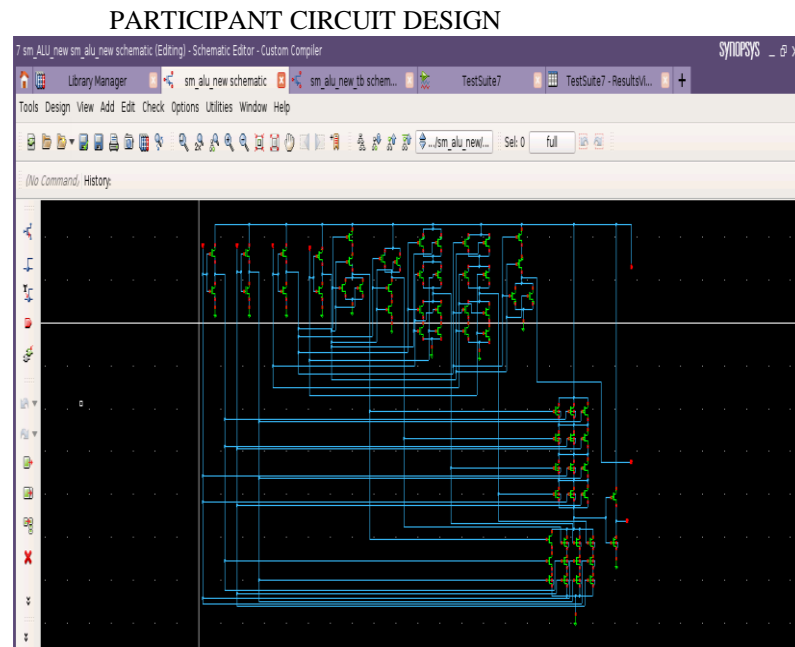 PARTICIPANT CIRCUIT DESIGN
7 sm_ALU_new sm_alu_new schematic (Editing) - Schematic Editor - Custom Compiler SYNOPSYS
Library Manager sm_alu_new schematic sm_alu_new_tb schem... TestSuite7 TestSuite7 - ResultsVi...
Tools Design View Add Edit Check Options Utilities Window Help
.../sm_alu_new/... Sel: 0 full
(No Command) History: